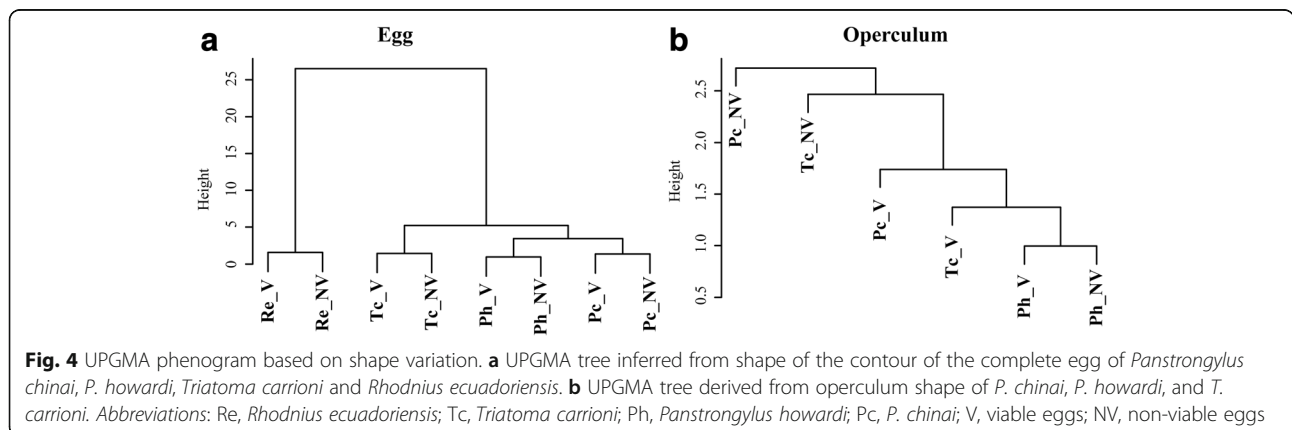 a
Egg
Height
25
20
15
10
5
0
Re_V
Re_NV
Tc_V
Tc_NV
Ph_V
Ph_NV
Pc_V
Pc_NV
b
Operculum
Height
2.5
2.0
1.5
1.0
0.5
Pc_NV
Tc_NV
Pc_V
Tc_V
Ph_V
Ph_NV
Fig. 4 UPGMA phenogram based on shape variation. a UPGMA tree inferred from shape of the contour of the complete egg of Panstrongylus
chinai, P. howardi, Triatoma carrioni and Rhodnius ecuadoriensis. b UPGMA tree derived from operculum shape of P. chinai, P. howardi, and T.
carrioni. Abbreviations: Re, Rhodnius ecuadoriensis; Tc, Triatoma carrioni; Ph, Panstrongylus howardi; Pc, P. chinai; V, viable eggs; NV, non-viable eggs